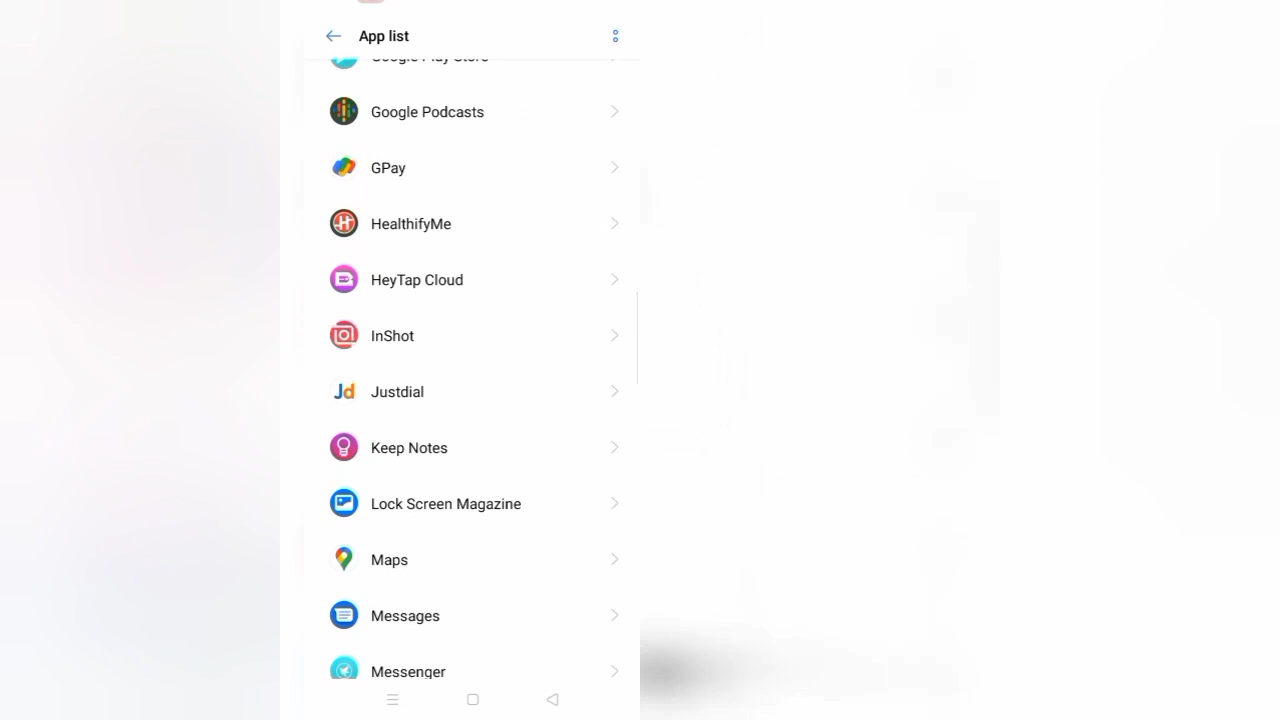 App list
Google Play Store
Google Podcasts
GPay
HealthifyMe
HeyTap Cloud
InShot
Jd Justdial
Keep Notes
Lock Screen Magazine
Maps
Messages
Messenger